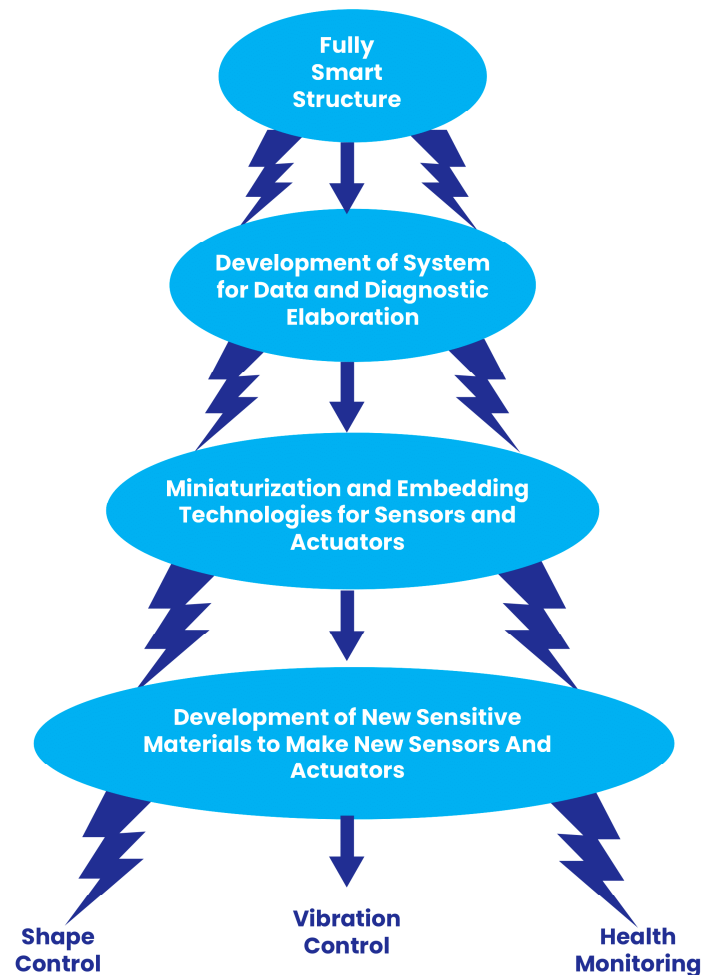 Fully
Smart
Structure
Development of System
for Data and Diagnostic
Elaboration
Miniaturization and Embedding
Technologies for Sensors and
Actuators
Development of New Sensitive
Materials to Make New Sensors And
Actuators
Shape
Control
Vibration
Control
Health
Monitoring